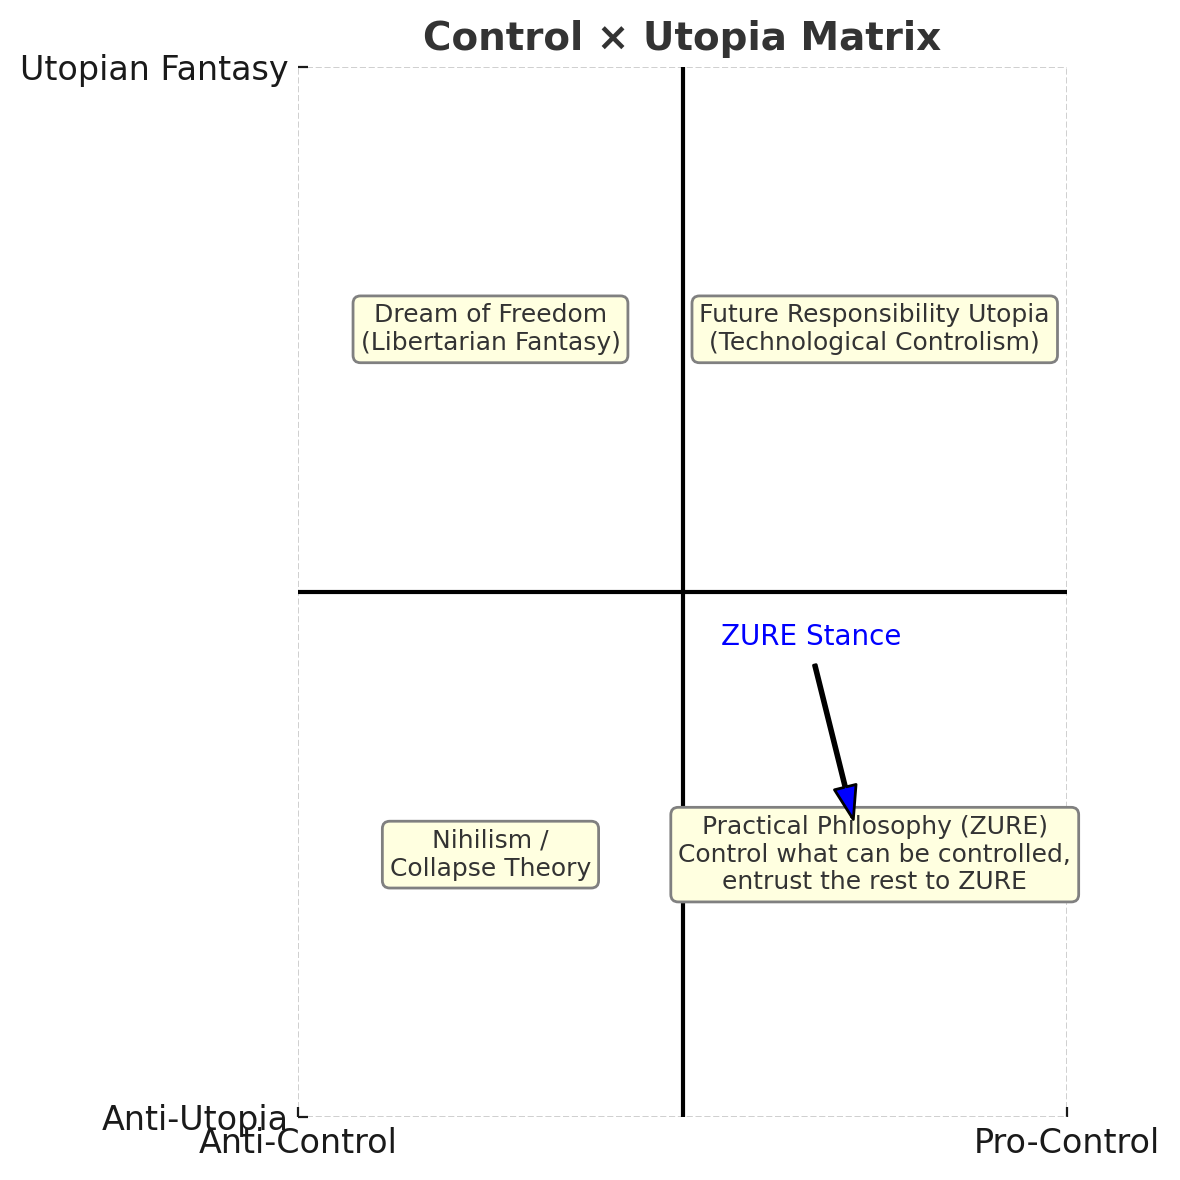 Control × Utopia Matrix
Utopian Fantasy
Dream of Freedom
(Libertarian Fantasy)
Future Responsibility Utopia
(Technological Controlism)
ZURE Stance
Nihilism /
Collapse Theory
Practical Philosophy (ZURE)
Control what can be controlled,
entrust the rest to ZURE
Anti-Utopia
Anti-Control
Pro-Control